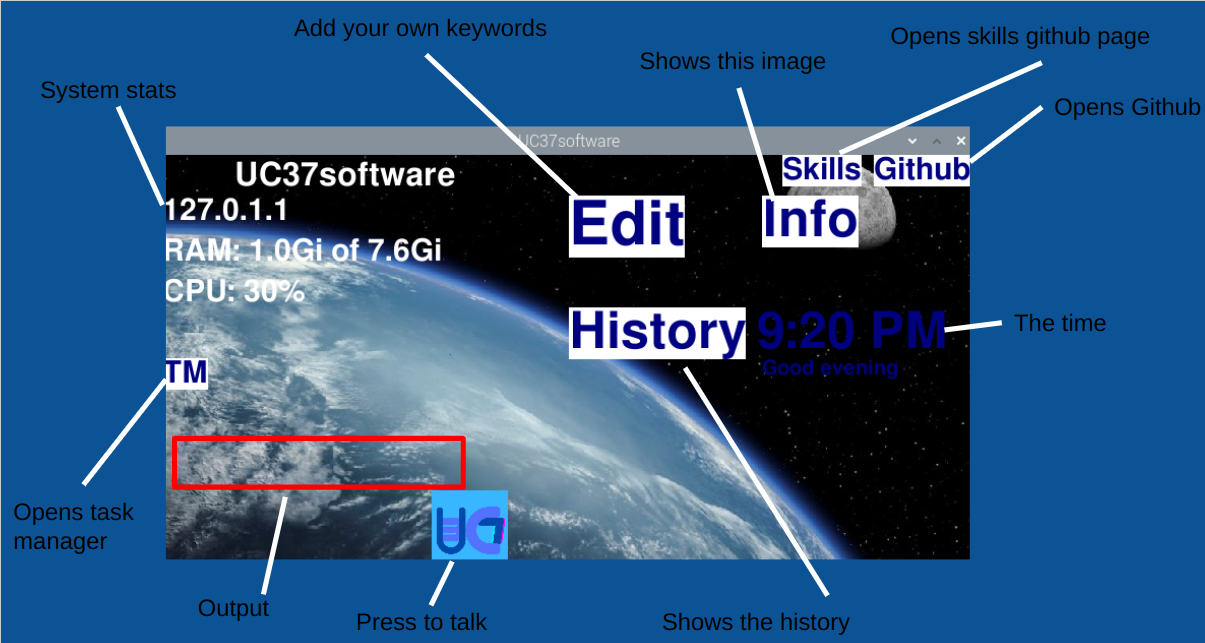 Add your own keywords
Opens skills github page
Shows this image
System stats
Opens Github
UC37software
Skills Github
UC37software
127.0.1.1
Edit
Info
RAM: 1.0Gi of 7.6Gi
CPU: 30%
History
9:20 PM
The time
Good evening
TM
Opens task
manager
UC7
Output
Press to talk
Shows the history